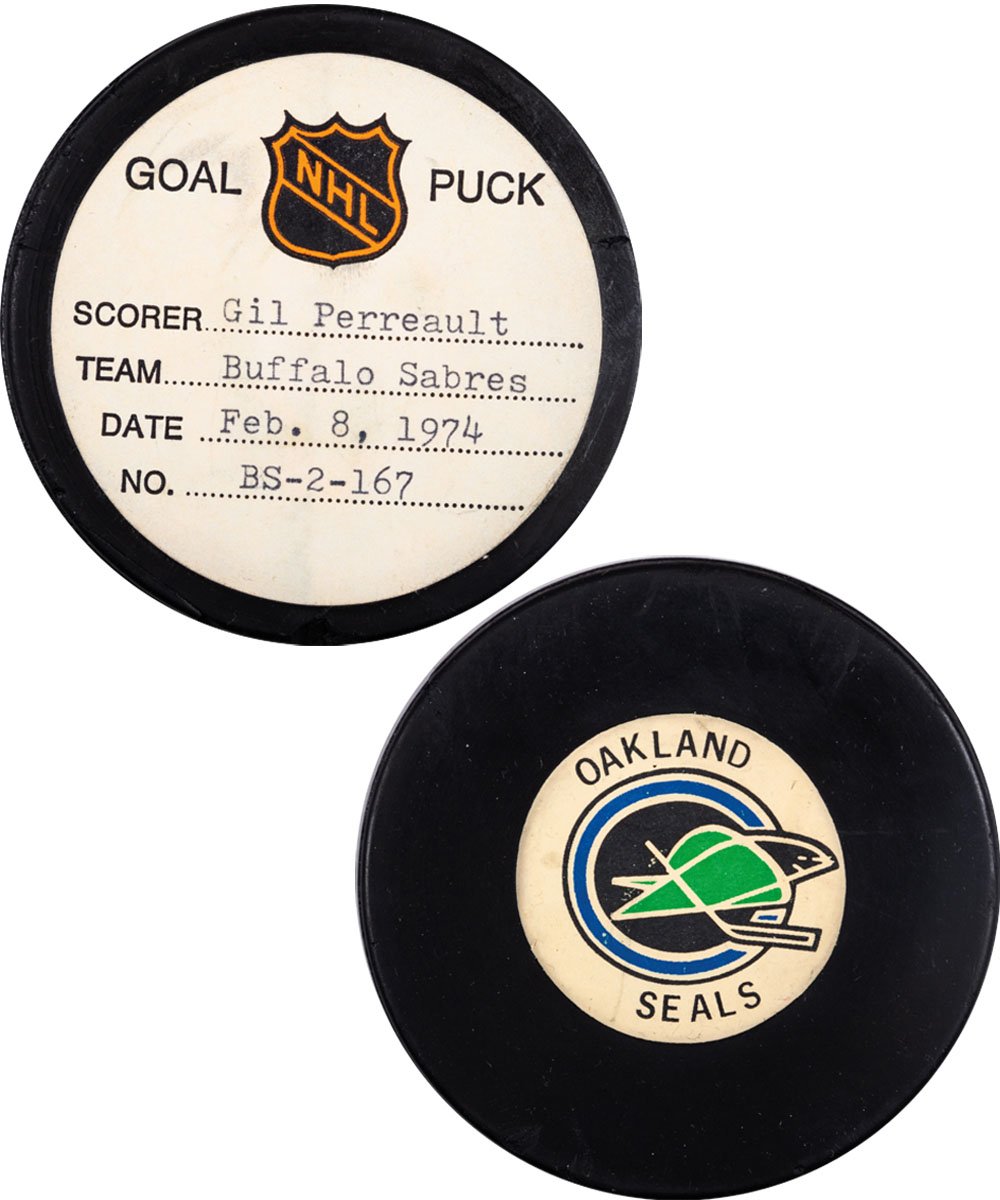 GOAL NHL PUCK
SCORER Gil Perreault
TEAM Buffalo Sabres
DATE Feb. 8, 1974
NO. BS-2-167
OAKLAND
SEALS